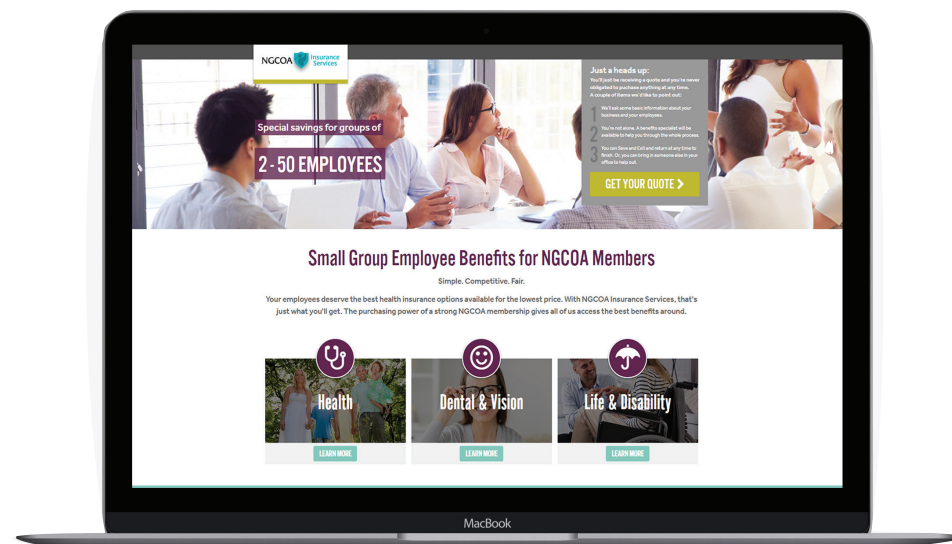 NGCOA Insurance
Services
Special savings for groups of
2 - 50 EMPLOYEES
Just a heads up:
You'll just be receiving a quote and you're never
obligated to puchase anything at any time.
A couple of items we'd like to point out:
1 We'll ask some basic information about your
business and your employees.
2 You're not alone. A benefits specialist will be
available to help you through the whole process.
3 You can Save and Exit and return at any time to
finish. Or, you can bring in someone else in your
office to help out.
GET YOUR QUOTE
Small Group Employee Benefits for NGCOA Members
Simple. Competitive. Fair.
Your employees deserve the best health insurance options available for the lowest price. With NGCOA Insurance Services, that's
just what you'll get. The purchasing power of a strong NGCOA membership gives all of us access the best benefits around.
Health
Dental & Vision
Life & Disability
LEARN MORE
LEARN MORE
LEARN MORE
MacBook